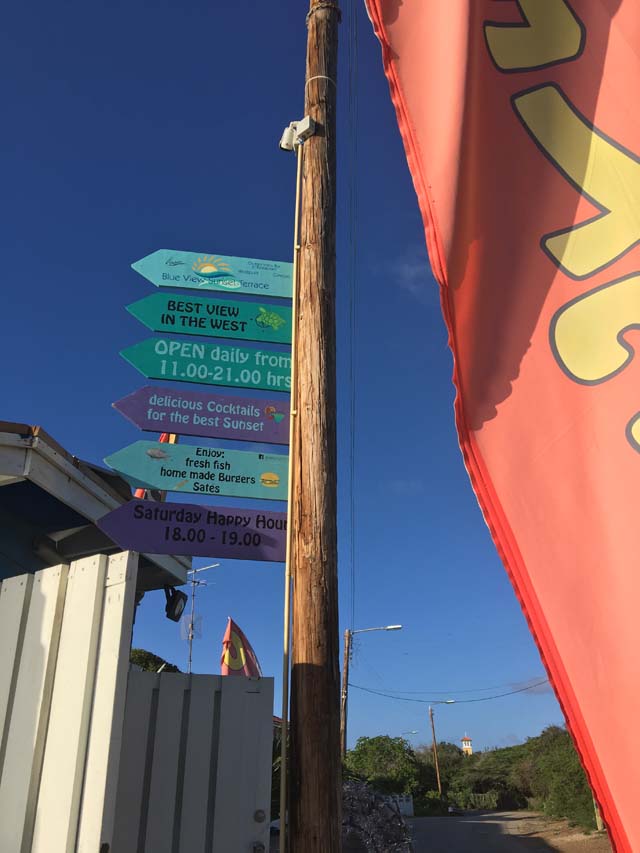 Blue View Sunset Terrace
BEST VIEW
IN THE WEST
OPEN daily from
11.00-21.00 hrs
delicious Cocktails
for the best Sunset
Enjoy:
fresh fish
home made Burgers
Sates
Saturday Happy Hour
18.00 - 19.00